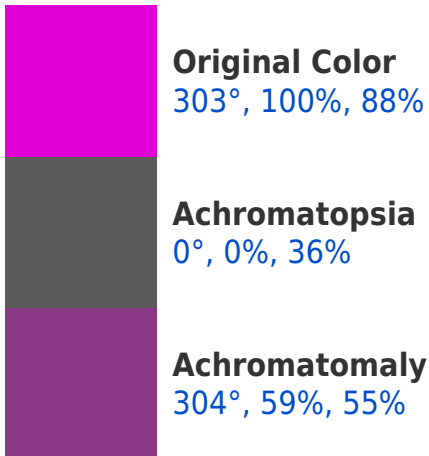 Original Color
303°, 100%, 88%
Achromatopsia
0°, 0%, 36%
Achromatomaly
304°, 59%, 55%